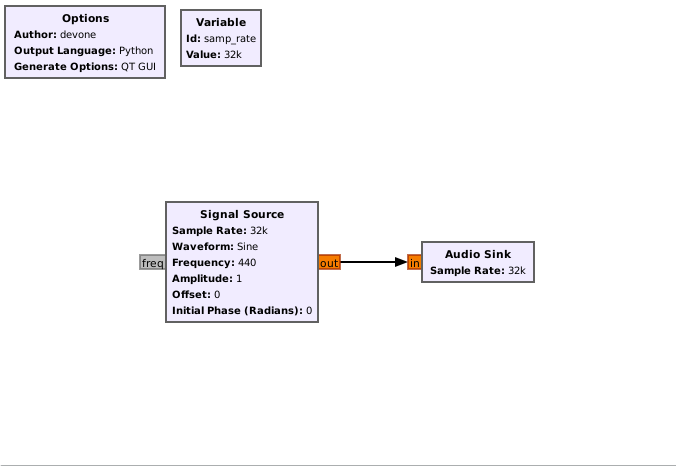 Options
Author: devone
Output Language: Python
Generate Options: QT GUI
Variable
Id: samp_rate
Value: 32k
Signal Source
Sample Rate: 32k
Waveform: Sine
Frequency: 440
Amplitude: 1
Offset: 0
Initial Phase (Radians): 0
freq
out
in
Audio Sink
Sample Rate: 32k